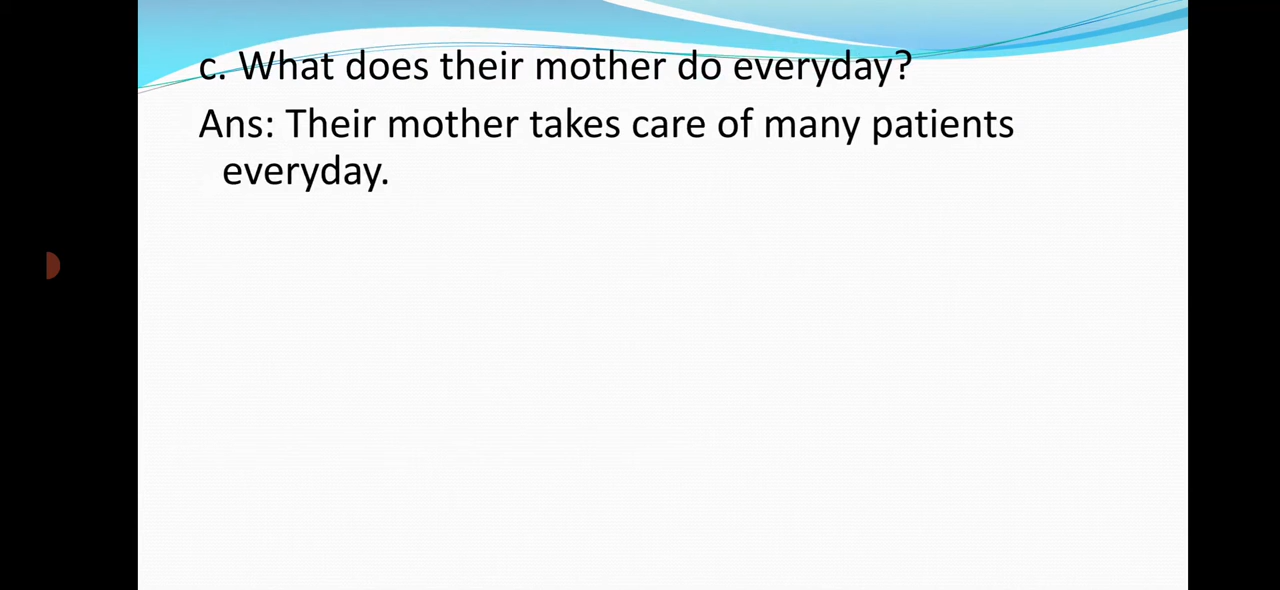 c. What does their mother do everyday?
Ans: Their mother takes care of many patients
everyday.